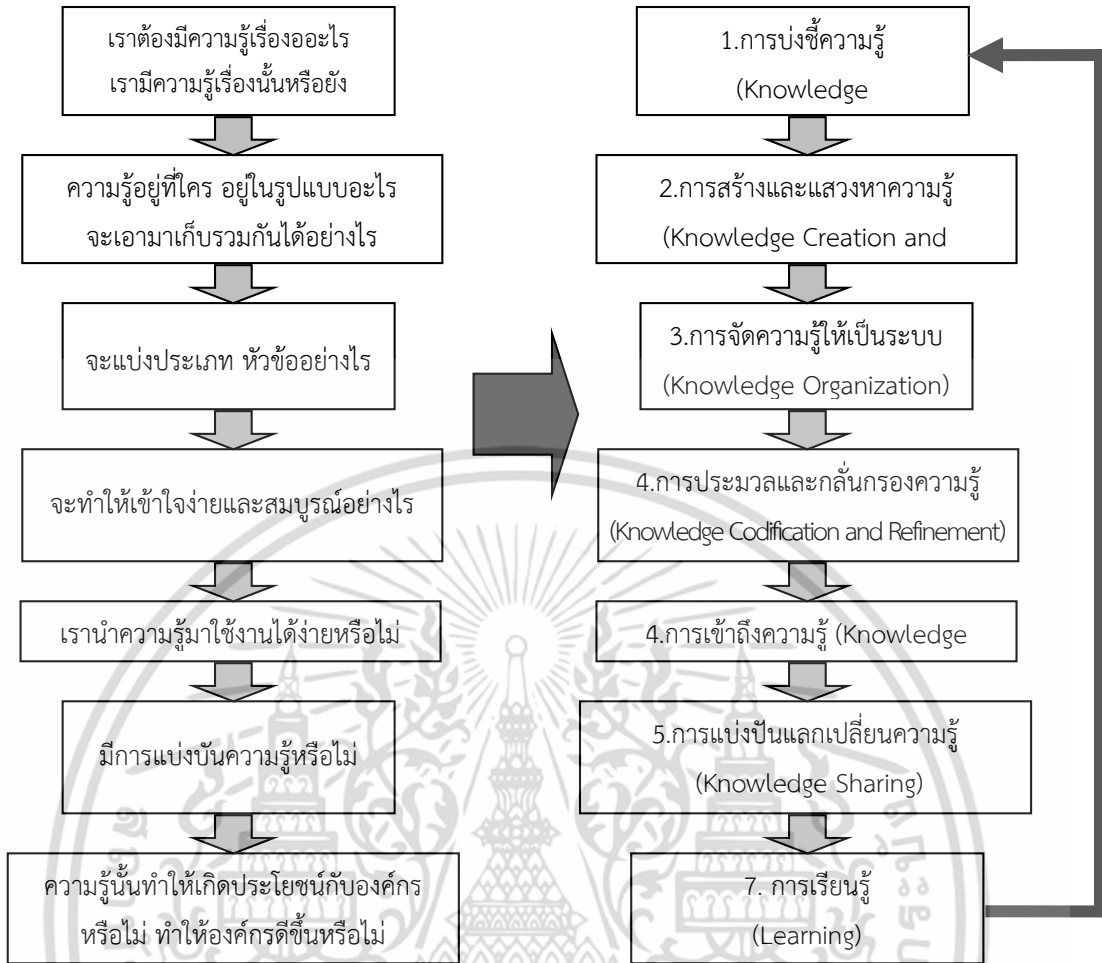 เราต้องมีความรู้เรื่องออะไร
เรามีความรู้เรื่องนั้นหรือยัง
ความรู้อยู่ที่ใคร อยู่ในรูปแบบอะไร
จะเอามาเก็บรวมกันได้อย่างไร
จะแบ่งประเภท หัวข้ออย่างไร
จะทำให้เข้าใจง่ายและสมบูรณ์อย่างไร
เรานำความรู้มาใช้งานได้ง่ายหรือไม่
มีการแบ่งบันความรู้หรือไม่
ความรู้นั้นทำให้เกิดประโยชน์กับองค์กร
หรือไม่ ทำให้องค์กรดีขึ้นหรือไม่
1.การบ่งชี้ความรู้
(Knowledge
2.การสร้างและแสวงหาความรู้
(Knowledge Creation and
3.การจัดความรู้ให้เป็นระบบ
(Knowledge Organization)
4.การประมวลและกลั่นกรองความรู้
(Knowledge Codification and Refinement)
4.การเข้าถึงความรู้ (Knowledge
5.การแบ่งปันแลกเปลี่ยนความรู้
(Knowledge Sharing)
7. การเรียนรู้
(Learning)